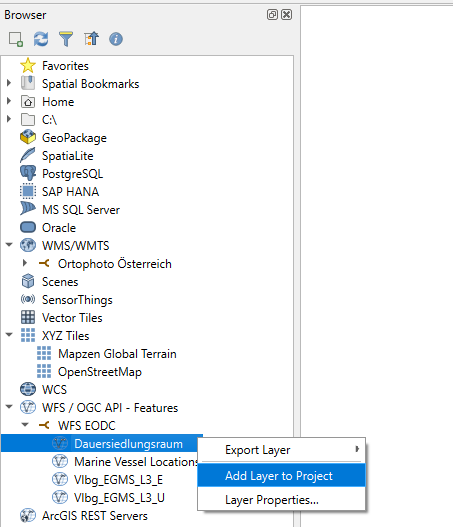 Browser
Favorites
Spatial Bookmarks
Home
C:\
GeoPackage
SpatiaLite
PostgreSQL
SAP HANA
MS SQL Server
Oracle
WMS/WMTS
Ortophoto Österreich
Scenes
SensorThings
Vector Tiles
XYZ Tiles
Mapzen Global Terrain
OpenStreetMap
WCS
WFS / OGC API - Features
WFS EODC
Dauersiedlungsraum
Marine Vessel Locations
Vlbg_EGMS_L3_E
Vlbg_EGMS_L3_U
ArcGIS REST Servers
Export Layer
Add Layer to Project
Layer Properties...